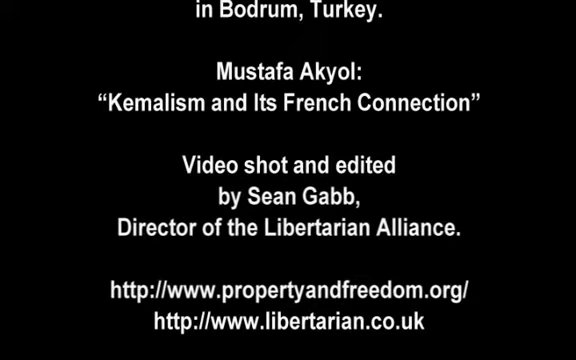 in Bodrum, Turkey.
Mustafa Akyol:
“Kemalism and Its French Connection”
Video shot and edited
by Sean Gabb,
Director of the Libertarian Alliance.
http://www.propertyandfreedom.org/
http://www.libertarian.co.uk